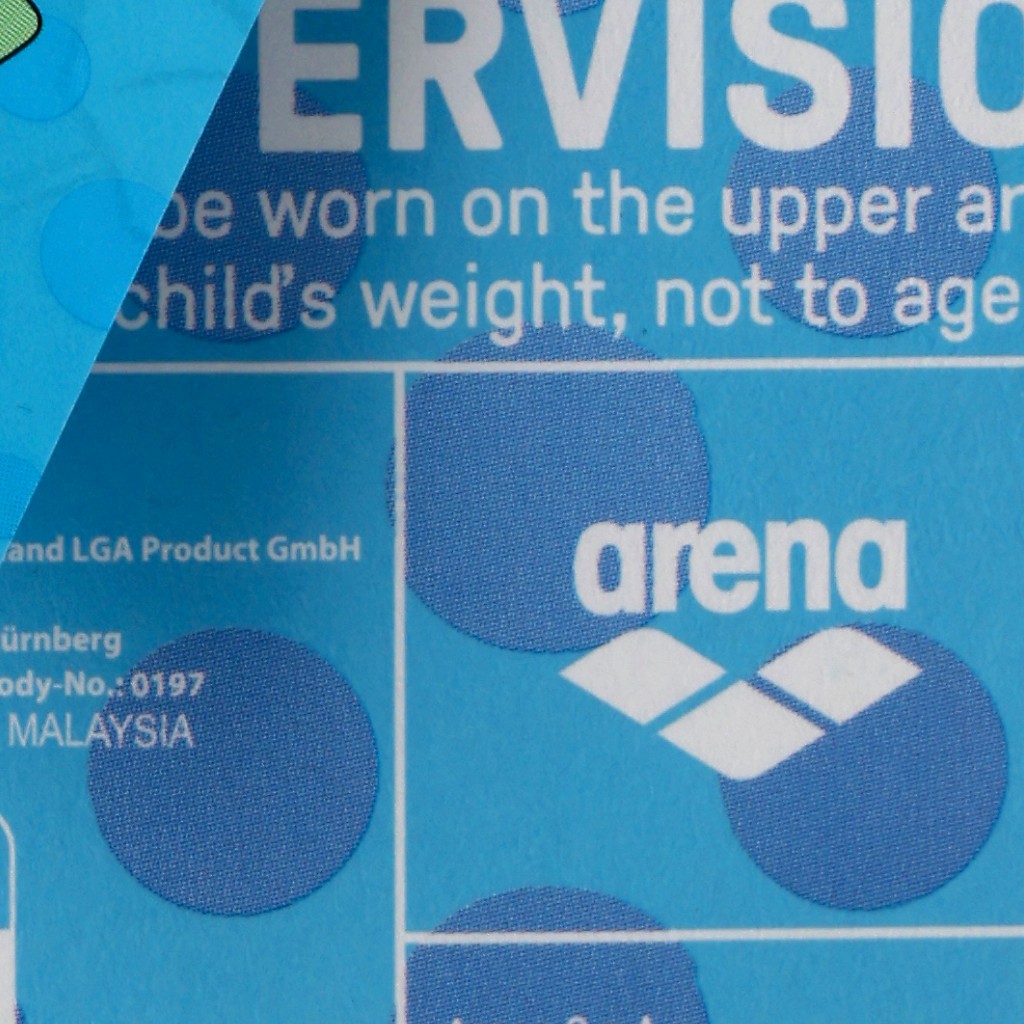 ERVISIO
be worn on the upper ar
child's weight, not to age
and LGA Product GmbH
ürnberg
ody-No.: 0197
MALAYSIA
arena